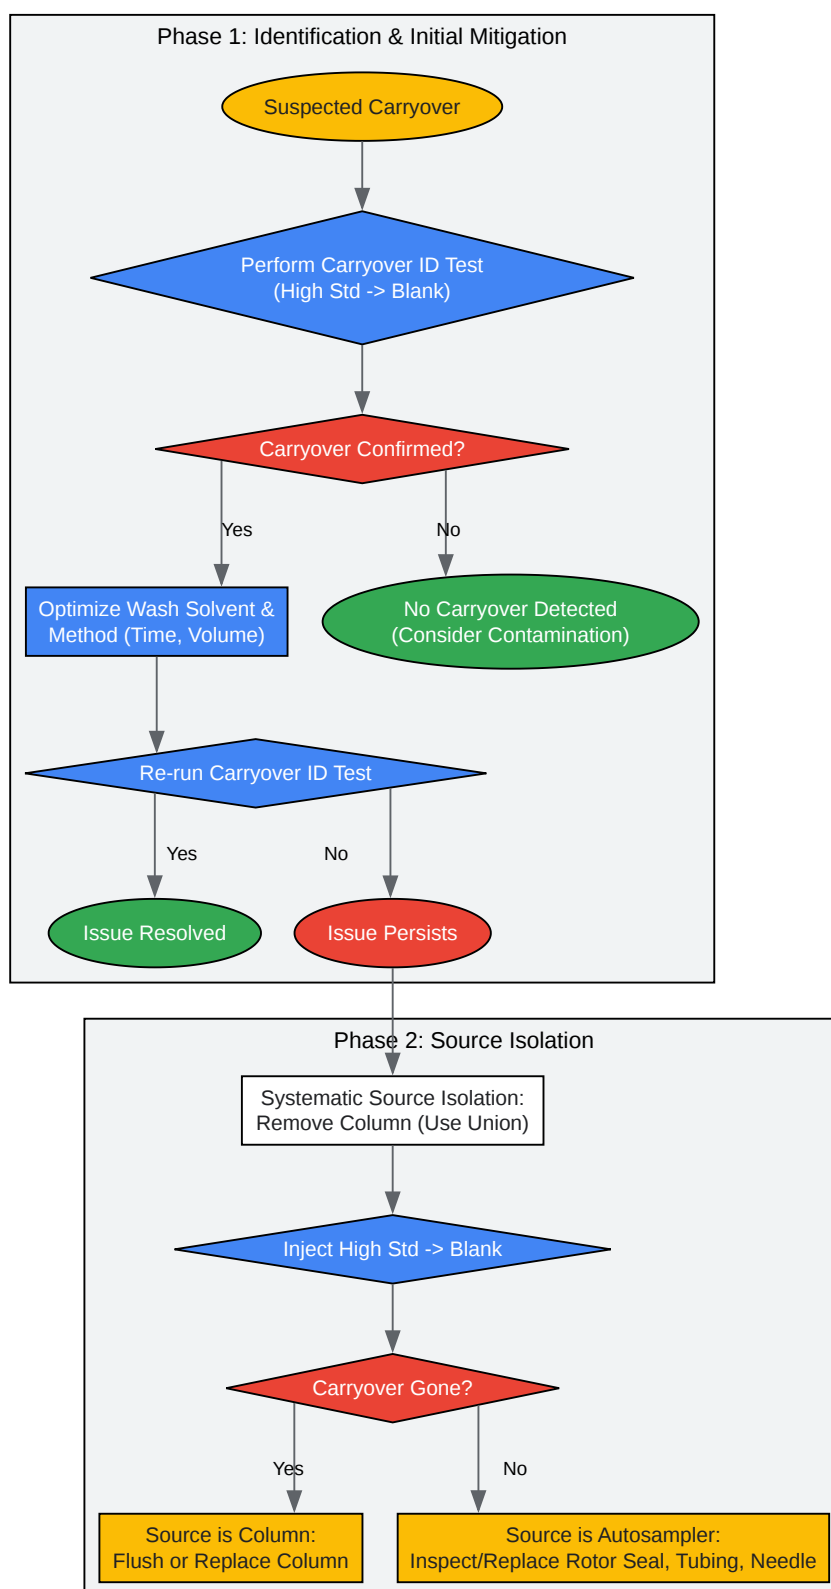 Phase 1: Identification & Initial Mitigation
Suspected Carryover
Perform Carryover ID Test
(High Std -> Blank)
Carryover Confirmed?
Yes
No
Optimize Wash Solvent &
Method (Time, Volume)
No Carryover Detected
(Consider Contamination)
Re-run Carryover ID Test
Yes
No
Issue Resolved
Issue Persists
Phase 2: Source Isolation
Systematic Source Isolation:
Remove Column (Use Union)
Inject High Std -> Blank
Carryover Gone?
Yes
No
Source is Column:
Flush or Replace Column
Source is Autosampler:
Inspect/Replace Rotor Seal, Tubing, Needle